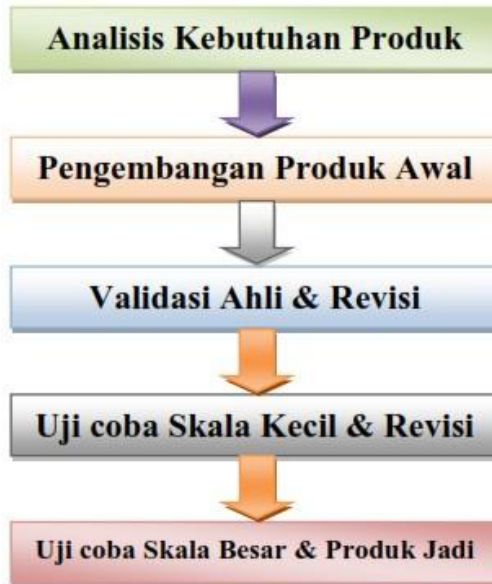 Analisis Kebutuhan Produk
Pengembangan Produk Awal
Validasi Ahli & Revisi
Uji coba Skala Kecil & Revisi
Uji coba Skala Besar & Produk Jadi